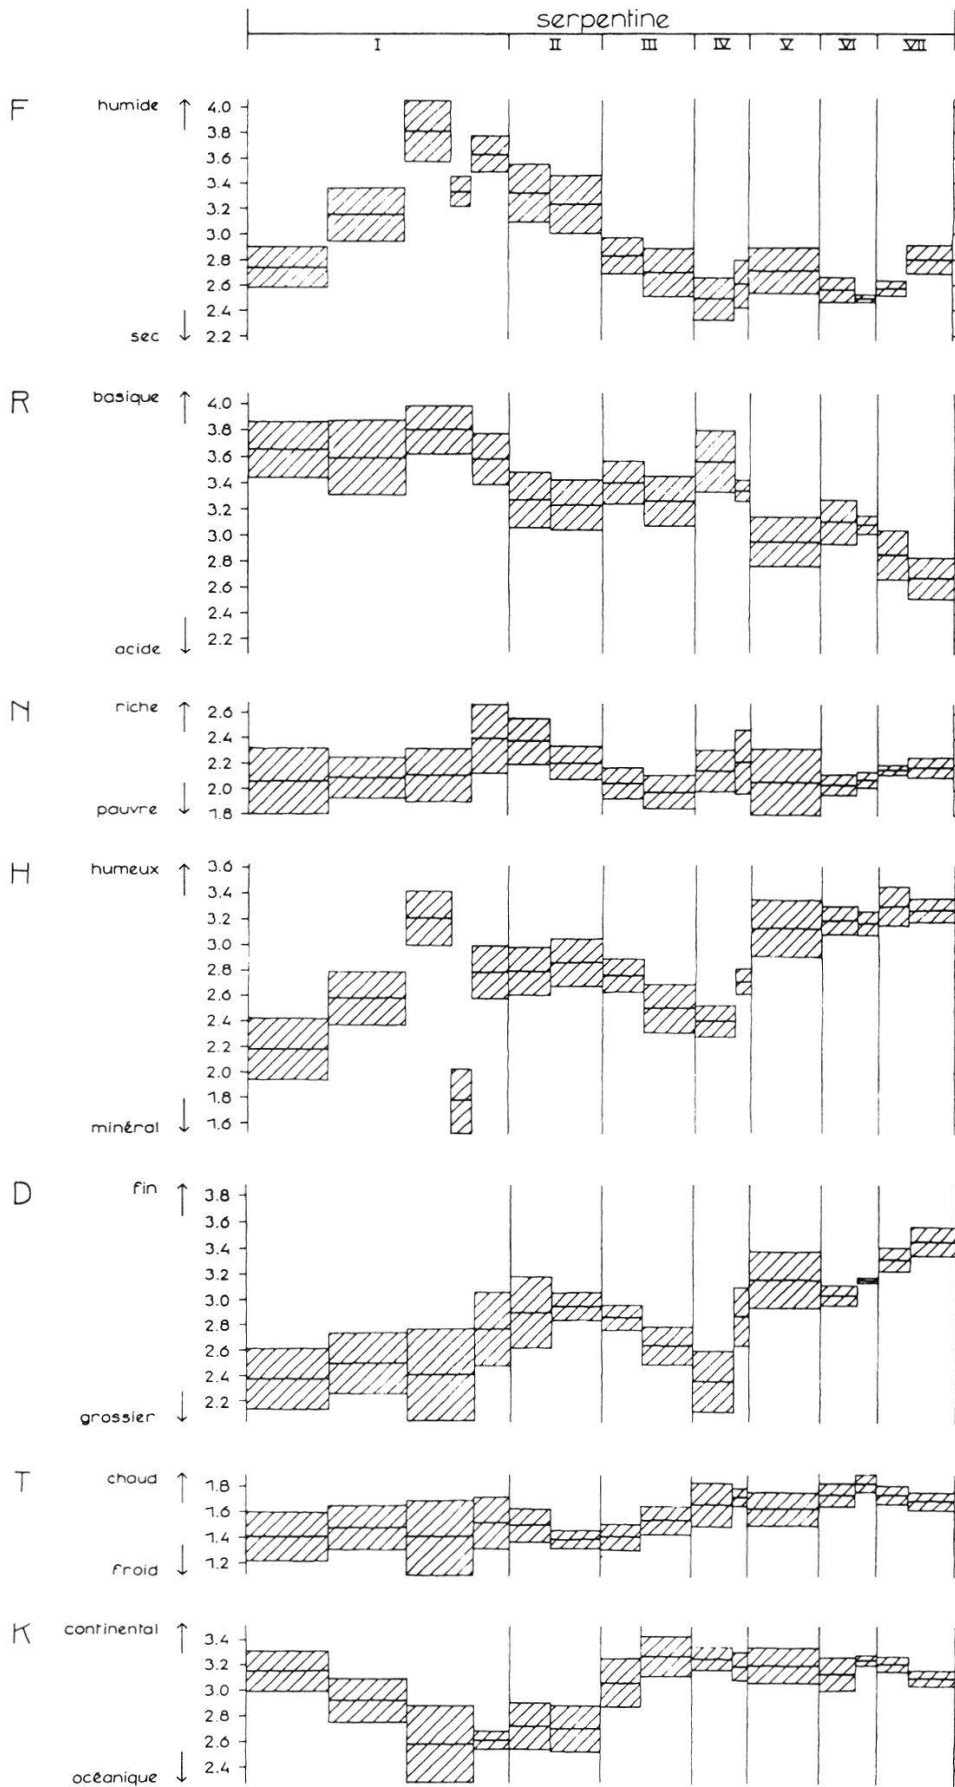 serpentine
I II III IV V VI VII
F humide 4.0
3.8
3.6
3.4
3.2
3.0
2.8
2.6
2.4
sec 2.2
R basique 4.0
3.8
3.6
3.4
3.2
3.0
2.8
2.6
2.4
2.2
acide
N riche 2.6
2.4
2.2
2.0
pauvre 1.8
H humeux 3.6
3.4
3.2
3.0
2.8
2.6
2.4
2.2
2.0
1.8
minéral 1.6
D fin 3.8
3.6
3.4
3.2
3.0
2.8
2.6
2.4
2.2
grossier
T chaud 1.8
1.6
1.4
froid 1.2
K continental 3.4
3.2
3.0
2.8
2.6
2.4
océanique